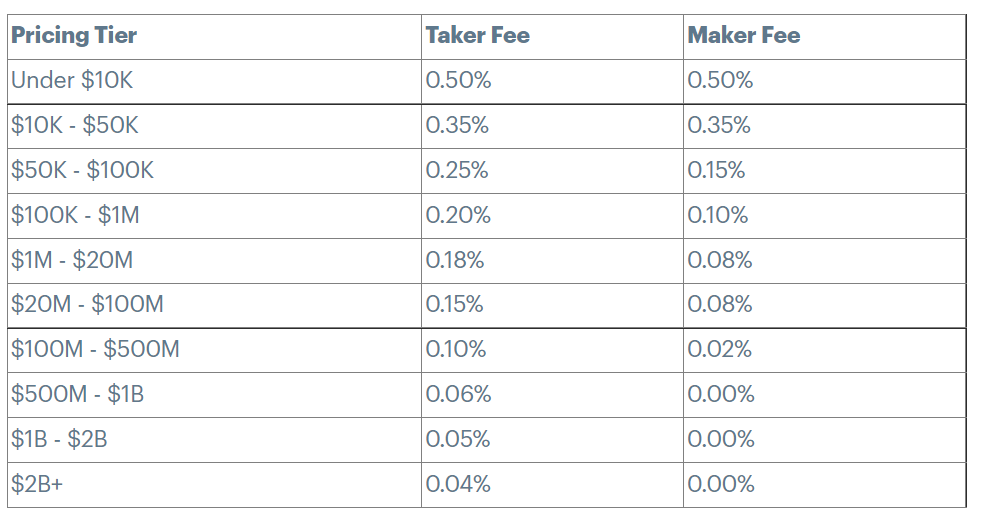 Pricing Tier Taker Fee Maker Fee
Under $10K 0.50% 0.50%
$10K - $50K 0.35% 0.35%
$50K - $100K 0.25% 0.15%
$100K - $1M 0.20% 0.10%
$1M - $20M 0.18% 0.08%
$20M - $100M 0.15% 0.08%
$100M - $500M 0.10% 0.02%
$500M - $1B 0.06% 0.00%
$1B - $2B 0.05% 0.00%
$2B+ 0.04% 0.00%